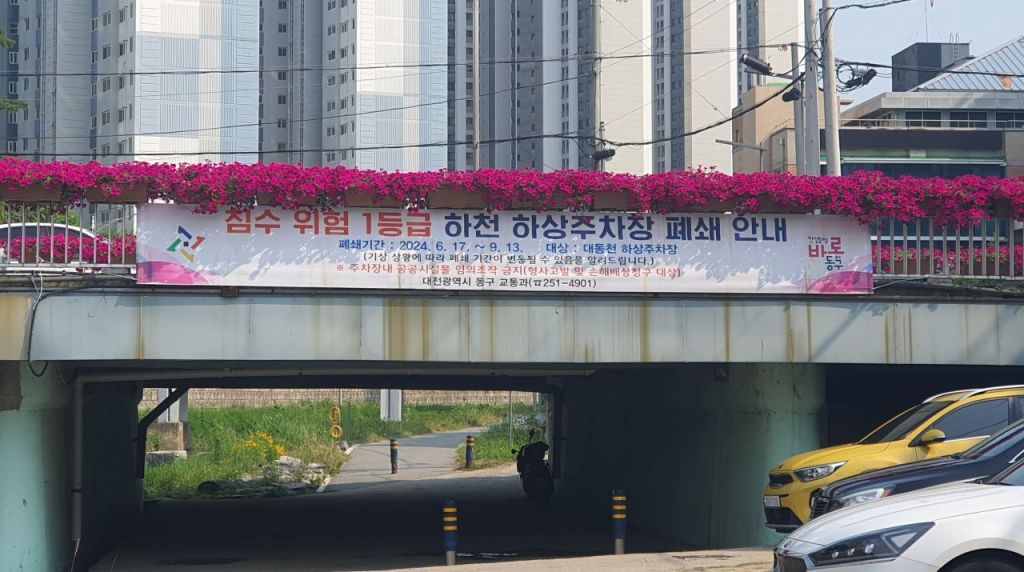 침수 위험 1등급 하천 하상주차장 폐쇄 안내
폐쇄기간 : 2024. 6. 17. ~ 9. 13. 대상 : 대동천 하상주차장
(기상 상황에 따라 폐쇄 기간이 변동될 수 있음을 알려드립니다.)
※ 주차장내 공공시설물 임의조작 금지(형사고발 및 손해배상청구 대상)
대전광역시 동구 교통과(☎251-4901)
바로
동구